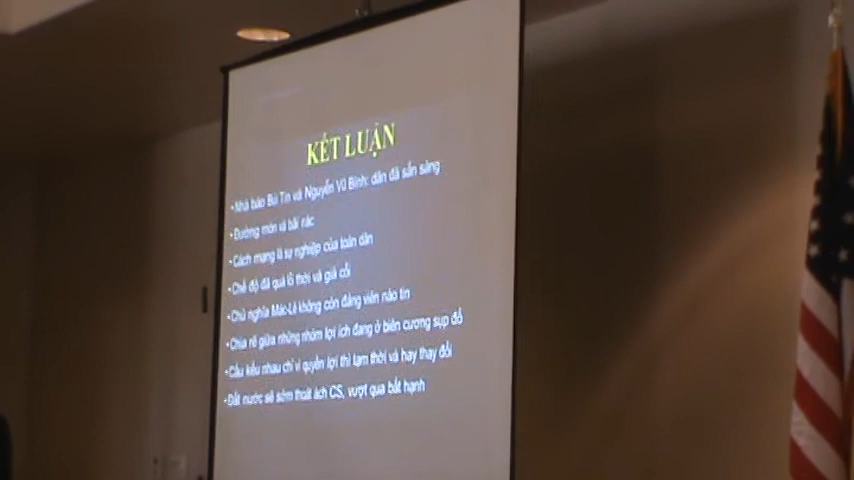 KẾT LUẬN
• Nhà báo Bùi Tín và Nguyễn Vũ Bình: dân đã sẵn sàng
• Đường mòn và bãi rác
• Cách mạng là sự nghiệp của toàn dân
• Chế độ đã quá lỗi thời và già cỗi
• Chủ nghĩa Mác-Lê không còn đảng viên nào tin
• Chia rẽ giữa những nhóm lợi ích đang ở biên cương sụp đổ
• Cấu kếu nhau chỉ vì quyền lợi thì tạm thời và hay thay đổi
• Đất nước sẽ sớm thoát ách CS, vượt qua bất hạnh